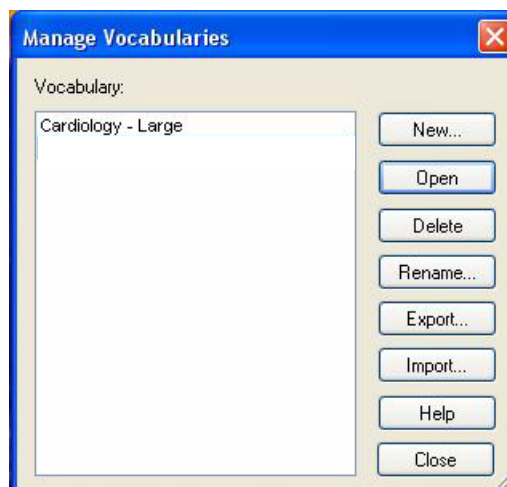 Manage Vocabularies
Vocabulary:
Cardiology - Large
New...
Open
Delete
Rename...
Export...
Import...
Help
Close